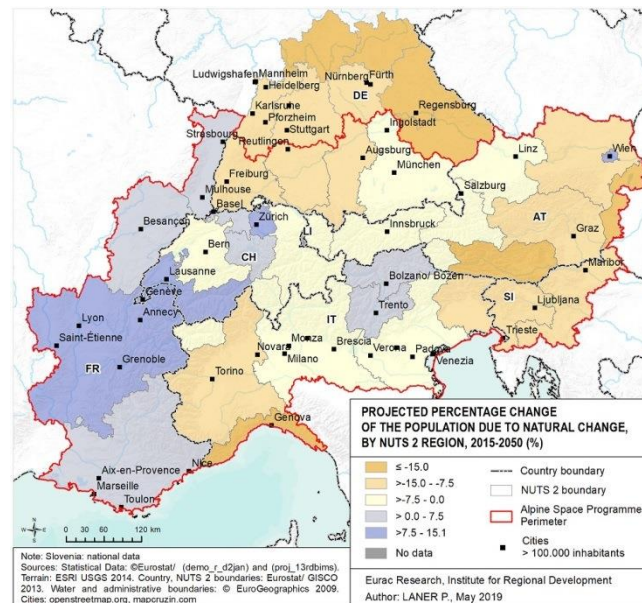 Ludwigshafen
Mannheim
Heidelberg
Nürnberg
Fürth
DE
Karlsruhe
Pforzheim
Regensburg
Strasbourg
Stuttgart
Ingolstadt
Reutlingen
Augsburg
Linz
Wien
Freiburg
München
Mulhouse
Salzburg
Basel
Besançon
Zürich
LI
Innsbruck
AT
Bern
Graz
CH
Lausanne
Bolzano/ Bozen
Maribor
Genève
SI
Lyon
Annecy
IT
Trento
Ljubljana
Saint-Étienne
Novara
Monza
Brescia
Verona
Padova
Trieste
Milano
Venezia
FR
Grenoble
Torino
Genova
Aix-en-Provence
Nice
Marseille
Toulon
0 20 40 80 120 km
PROJECTED PERCENTAGE CHANGE
OF THE POPULATION DUE TO NATURAL CHANGE,
BY NUTS 2 REGION, 2015-2050 (%)
≤ -15.0
>-15.0 - -7.5
>-7.5 - 0.0
> 0.0 - 7.5
>7.5 - 15.1
No data
Country boundary
NUTS 2 boundary
Alpine Space Programme
Perimeter
Cities
> 100.000 inhabitants
Note: Slovenia: national data
Sources: Statistical Data: ©Eurostat/ (demo_r_d2jan) and (proj_13rdbims).
Terrain: ESRI USGS 2014. Country, NUTS 2 boundaries: Eurostat/ GISCO
2013. Water and administrative boundaries: © EuroGeographics 2009.
Cities: openstreetmap.org, mapcruzin.com
Eurac Research, Institute for Regional Development
Author: LANER P., May 2019